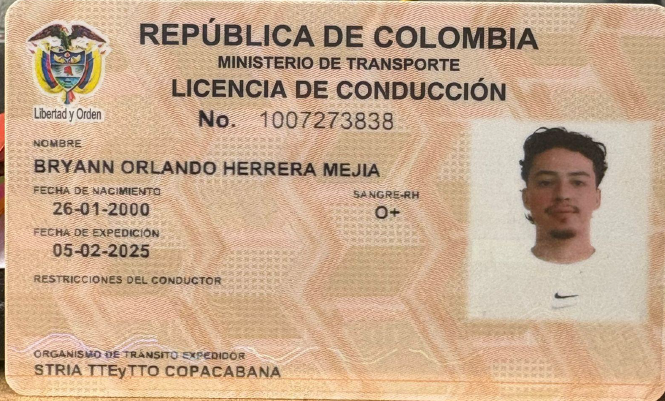 REPÚBLICA DE COLOMBIA
MINISTERIO DE TRANSPORTE
LICENCIA DE CONDUCCIÓN
Libertad y Orden
No. 1007273838
NOMBRE
BRYANN ORLANDO HERRERA MEJIA
FECHA DE NACIMIENTO SANGRE-RH
26-01-2000 O+
FECHA DE EXPEDICIÓN
05-02-2025
RESTRICCIONES DEL CONDUCTOR
ORGANISMO DE TRÁNSITO EXPEDIDOR
STRIA TTEyTTO COPACABANA